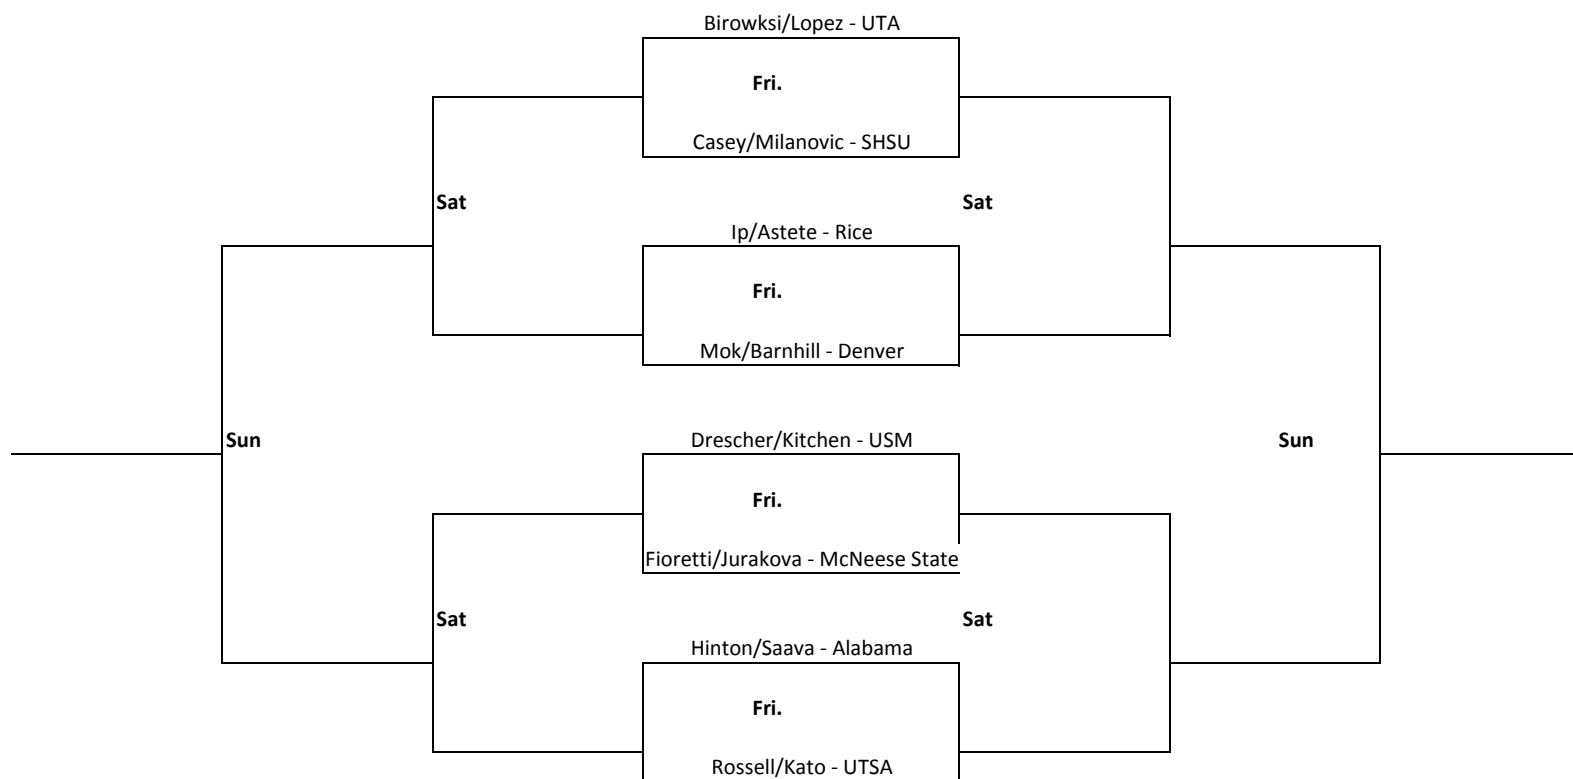 Birowksi/Lopez - UTA
Fri.
Casey/Milanovic - SHSU
Sat
Sat
Ip/Astete - Rice
Fri.
Mok/Barnhill - Denver
Sun
Drescher/Kitchen - USM
Sun
Fri.
Fioretti/Jurakova - McNeese State
Sat
Sat
Hinton/Saava - Alabama
Fri.
Rossell/Kato - UTSA